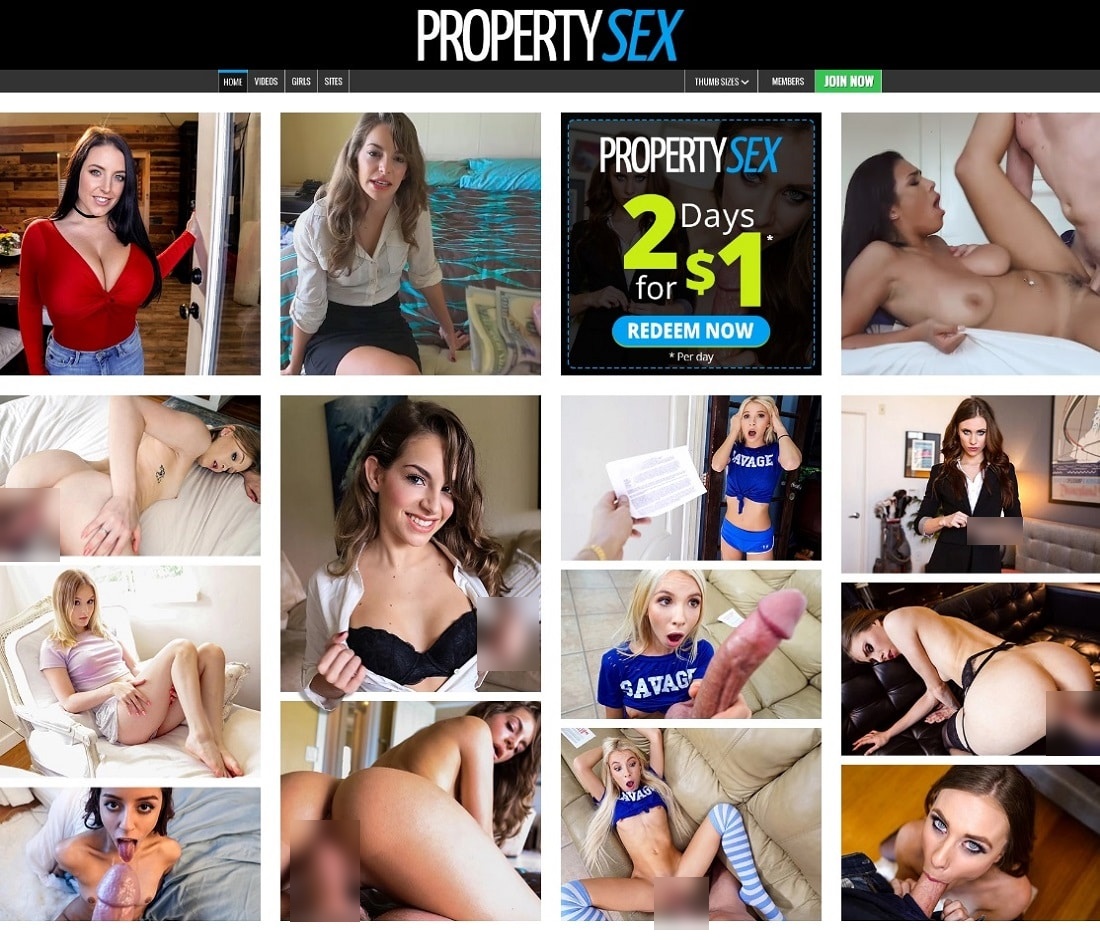 PROPERTYSEX
HOME VIDEOS GIRLS SITES THUMB SIZES MEMBERS JOIN NOW
PROPERTYSEX
2 Days
for $1*
REDEEM NOW
* Per day
SAVAGE
SAVAGE
SAVAGE